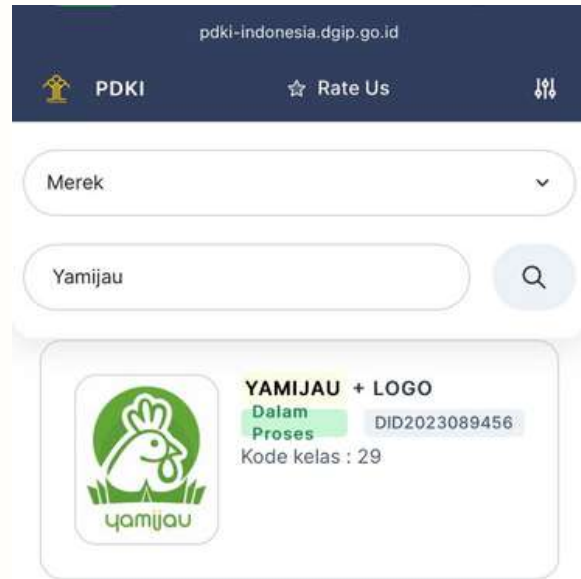 pdki-indonesia.dgip.go.id
PDKI
Rate Us
Merek
Yamijau
YAMIJAU + LOGO
Dalam Proses
DID2023089456
Kode kelas : 29
yamijau